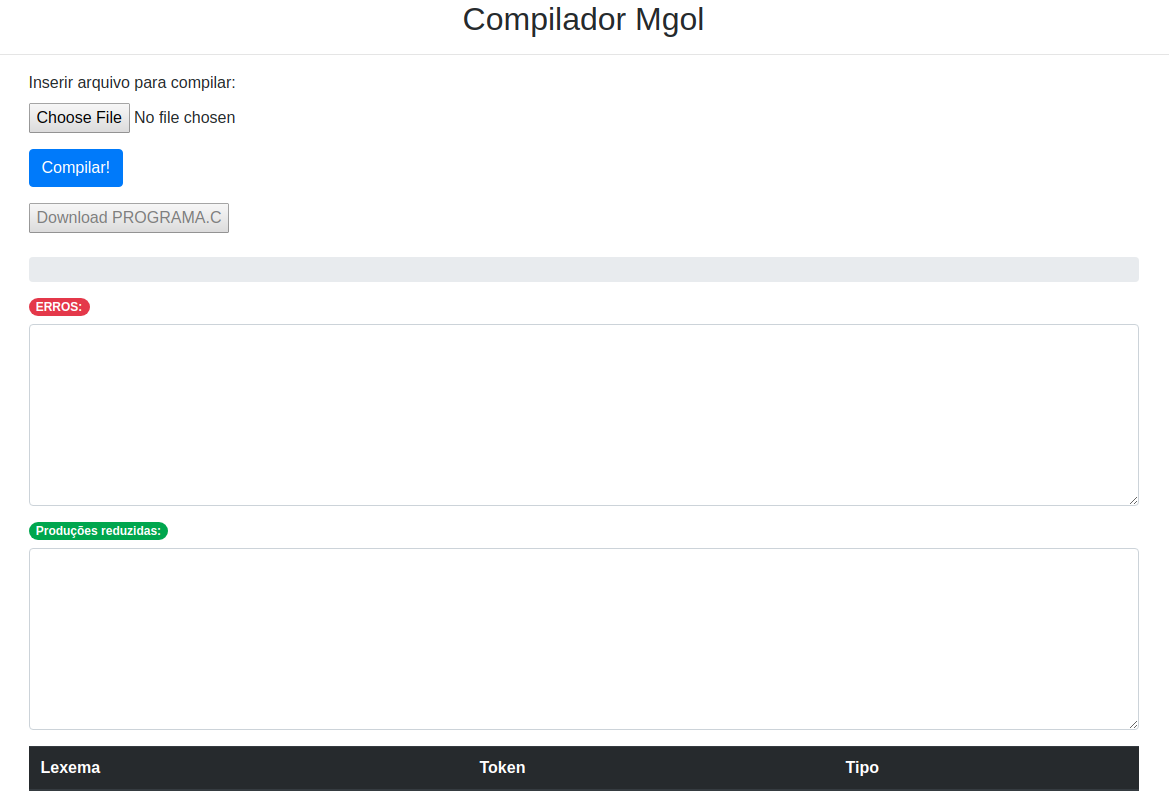 Compilador Mgol
Inserir arquivo para compilar:
Choose File No file chosen
Compilar!
Download PROGRAMA.C
ERROS:
Produções reduzidas:
Lexema Token Tipo